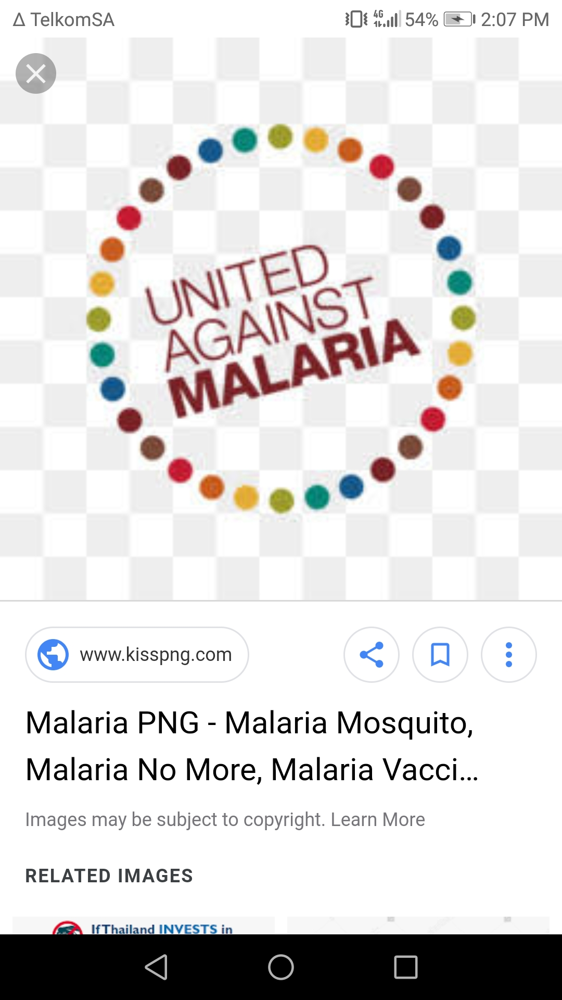 Δ TelkomSA 4G 54% 2:07 PM
UNITED
AGAINST
MALARIA
www.kisspng.com
Malaria PNG - Malaria Mosquito,
Malaria No More, Malaria Vacci...
Images may be subject to copyright. Learn More
RELATED IMAGES
If Thailand INVESTS in